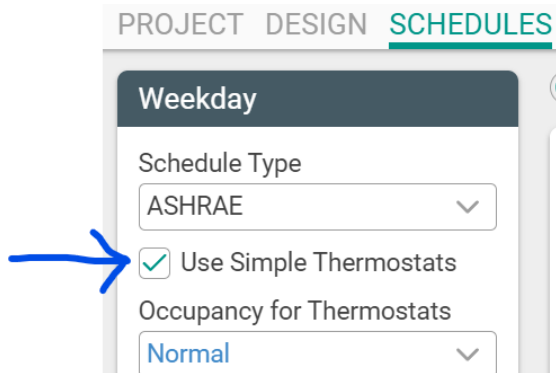 PROJECT DESIGN SCHEDULES
Weekday
Schedule Type
ASHRAE
Use Simple Thermostats
Occupancy for Thermostats
Normal